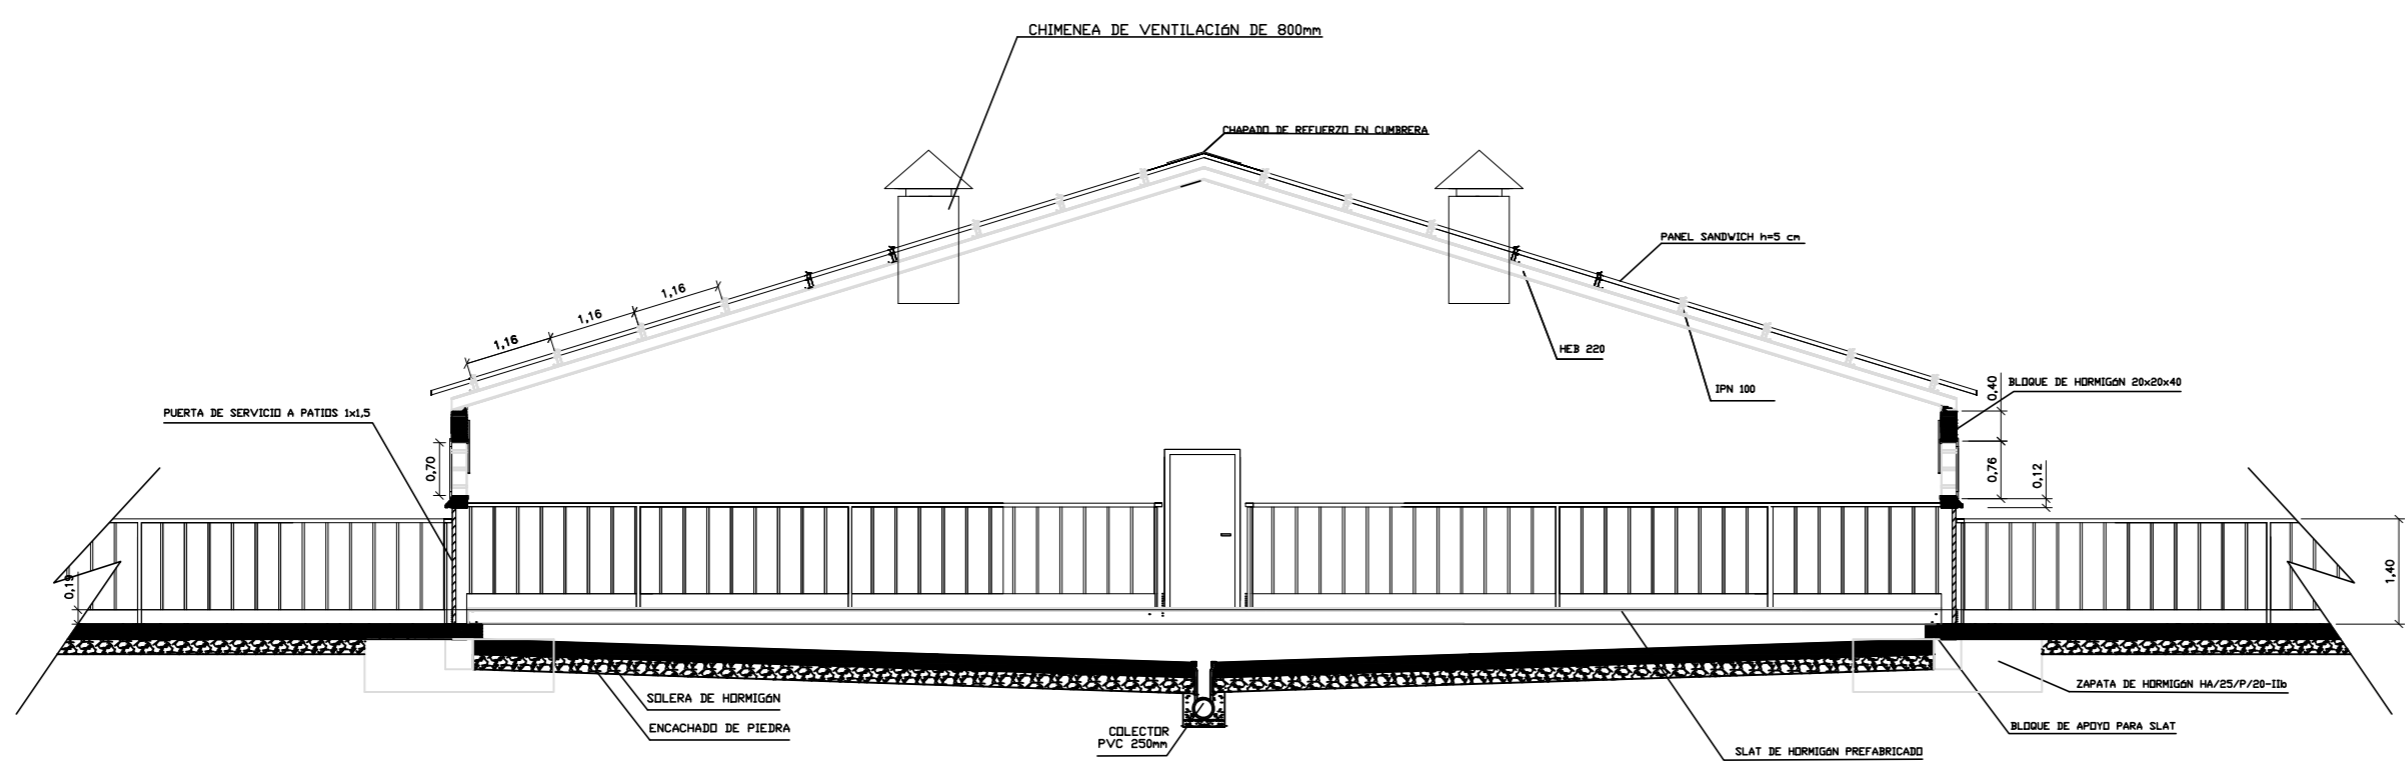 CHIMENEA DE VENTILACIóN DE 800mm
CHAPADO DE REFUERZO EN CUMBRERA
PANEL SANDWICH h=5 cm
1,16
1,16
1,16
HEB 220
IPN 100
BLOQUE DE HORMIGóN 20x20x40
0,40
PUERTA DE SERVICIO A PATIOS 1x1,5
0,70
0,76
0,12
0,19
1,40
ZAPATA DE HORMIGóN HA/25/P/20-IIb
SOLERA DE HORMIGóN
ENCACHADO DE PIEDRA
COLECTOR
PVC 250mm
BLOQUE DE APOYO PARA SLAT
SLAT DE HORMIGóN PREFABRICADO